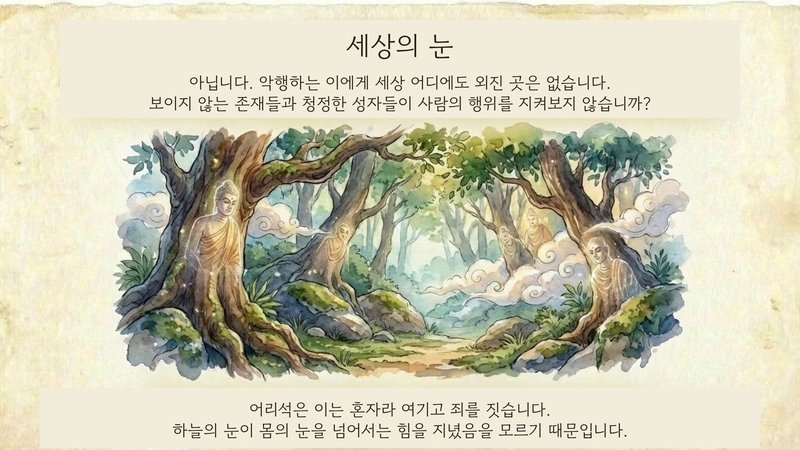 세상의 눈
아닙니다. 악행하는 이에게 세상 어디에도 외진 곳은 없습니다.
보이지 않는 존재들과 청정한 성자들이 사람의 행위를 지켜보지 않습니까?
어리석은 이는 혼자라 여기고 죄를 짓습니다.
하늘의 눈이 몸의 눈을 넘어서는 힘을 지녔음을 모르기 때문입니다.